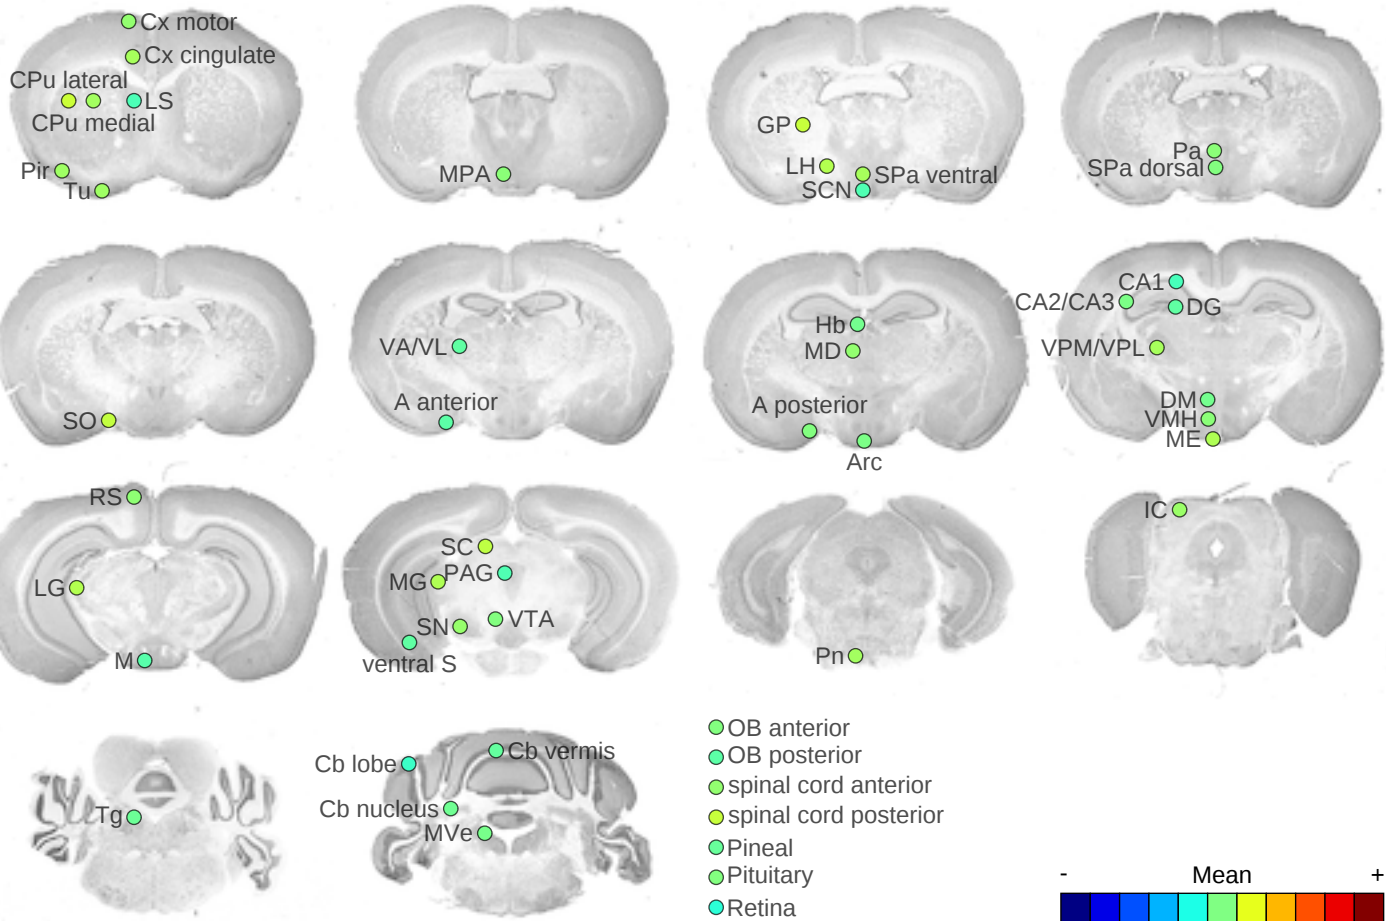 Cx motor
Cx cingulate
CPu lateral
LS
CPu medial
Pir
Tu
MPA
GP
LH
SPa ventral
SCN
Pa
SPa dorsal
SO
VA/VL
A anterior
Hb
MD
A posterior
Arc
CA1
CA2/CA3
DG
VPM/VPL
DM
VMH
ME
RS
LG
M
SC
MG
PAG
SN
VTA
ventral S
Pn
IC
Tg
Cb lobe
Cb vermis
Cb nucleus
MVe
OB anterior
OB posterior
spinal cord anterior
spinal cord posterior
Pineal
Pituitary
Retina
- Mean +